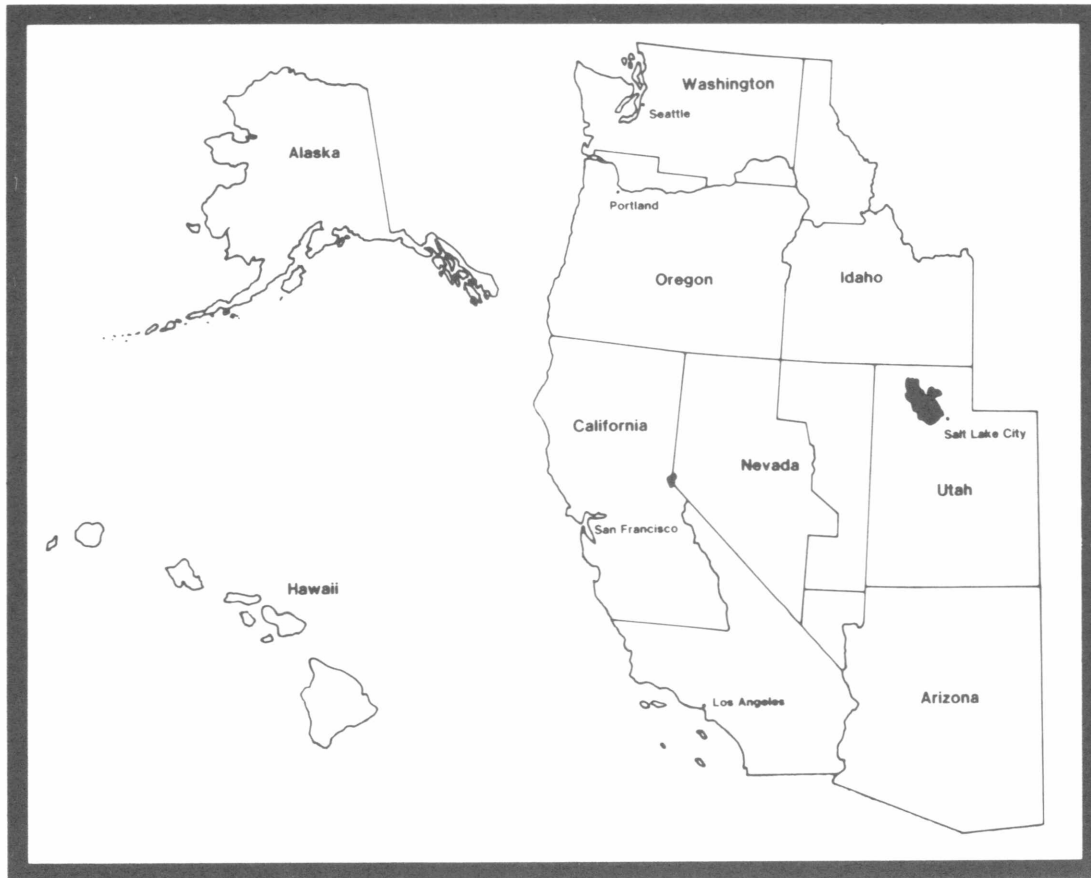 Washington
Seattle
Alaska
Portland
Oregon
Idaho
California
Salt Lake City
Nevada
Utah
San Francisco
Hawaii
Arizona
Los Angeles